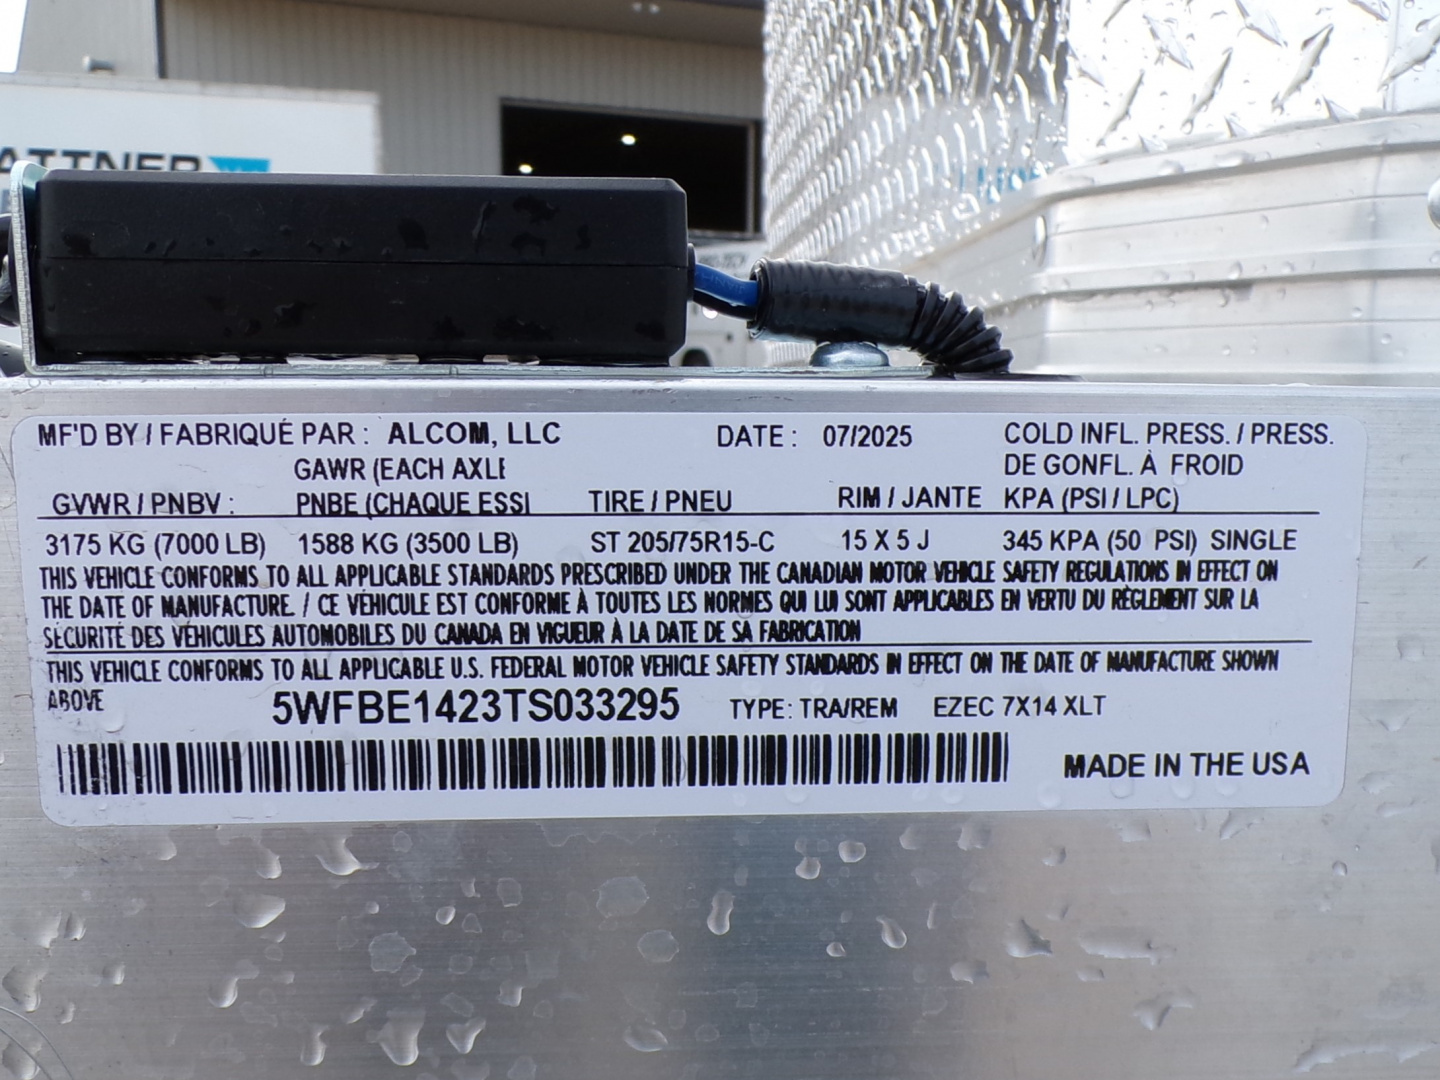 ATTNER
MF'D BY / FABRIQUÉ PAR : ALCOM, LLC DATE : 07/2025 COLD INFL. PRESS. / PRESS.
GAWR (EACH AXLE DE GONFL. À FROID
GVWR / PNBV : PNBE (CHAQUE ESSI TIRE / PNEU RIM / JANTE KPA (PSI / LPC)
3175 KG (7000 LB) 1588 KG (3500 LB) ST 205/75R15-C 15 X 5 J 345 KPA (50 PSI) SINGLE
THIS VEHICLE CONFORMS TO ALL APPLICABLE STANDARDS PRESCRIBED UNDER THE CANADIAN MOTOR VEHICLE SAFETY REGULATIONS IN EFFECT ON
THE DATE OF MANUFACTURE. / CE VÉHICULE EST CONFORME À TOUTES LES NORMES QUI LUI SONT APPLICABLES EN VERTU DU RÈGLEMENT SUR LA
SÉCURITÉ DES VÉHICULES AUTOMOBILES DU CANADA EN VIGUEUR À LA DATE DE SA FABRICATION
THIS VEHICLE CONFORMS TO ALL APPLICABLE U.S. FEDERAL MOTOR VEHICLE SAFETY STANDARDS IN EFFECT ON THE DATE OF MANUFACTURE SHOWN
ABOVE 5WFBE1423TS033295 TYPE: TRA/REM EZEC 7X14 XLT
MADE IN THE USA